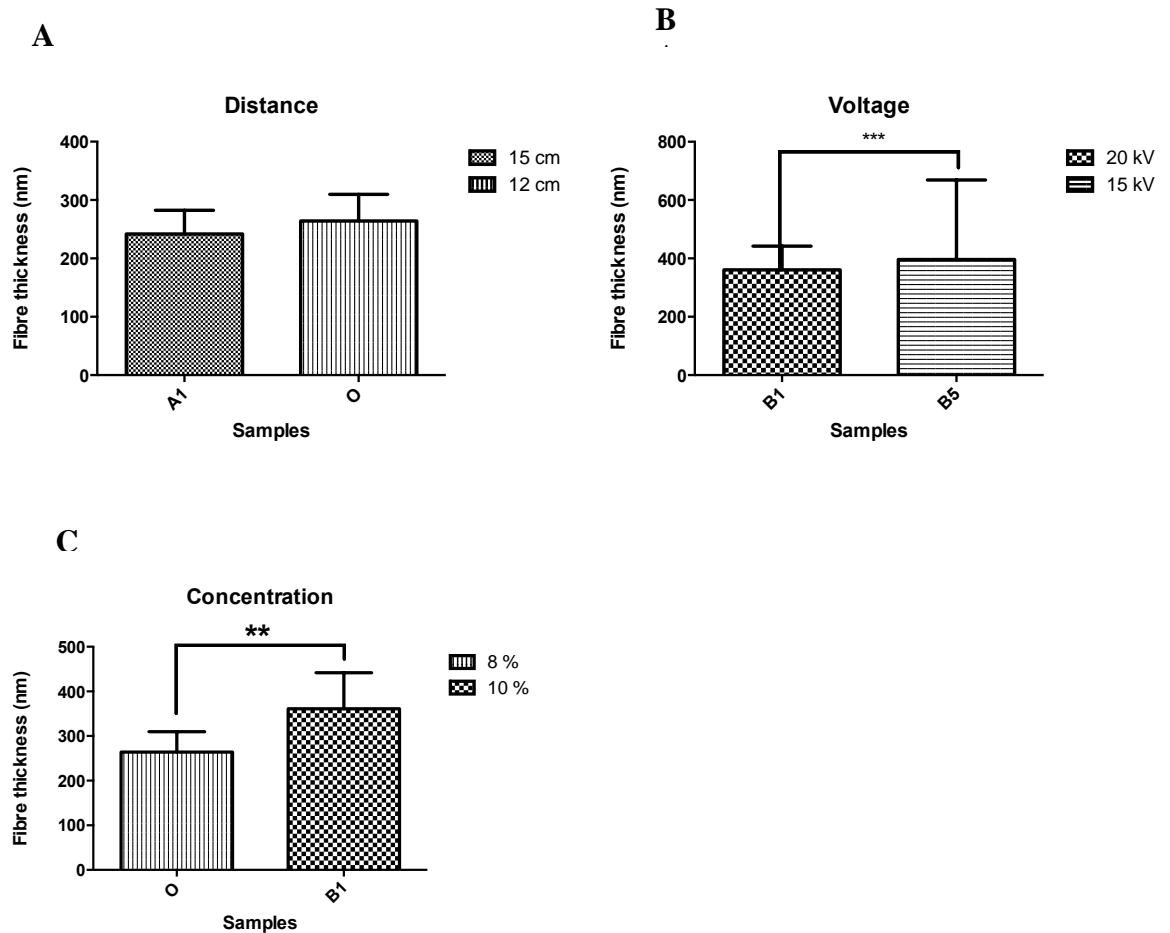 A
Distance
400
300
200
100
0
Fibre thickness (nm)
A1
O
Samples
15 cm
12 cm
B
Voltage
***
800
600
400
200
0
Fibre thickness (nm)
B1
B5
Samples
20 kV
15 kV
C
Concentration
**
500
400
300
200
100
0
Fibre thickness (nm)
O
B1
Samples
8 %
10 %